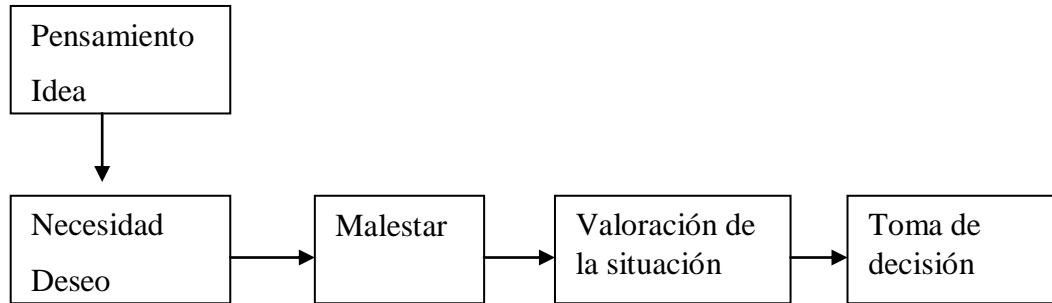 Pensamiento
Idea
Necesidad
Deseo
Malestar
Valoración de
la situación
Toma de
decisión